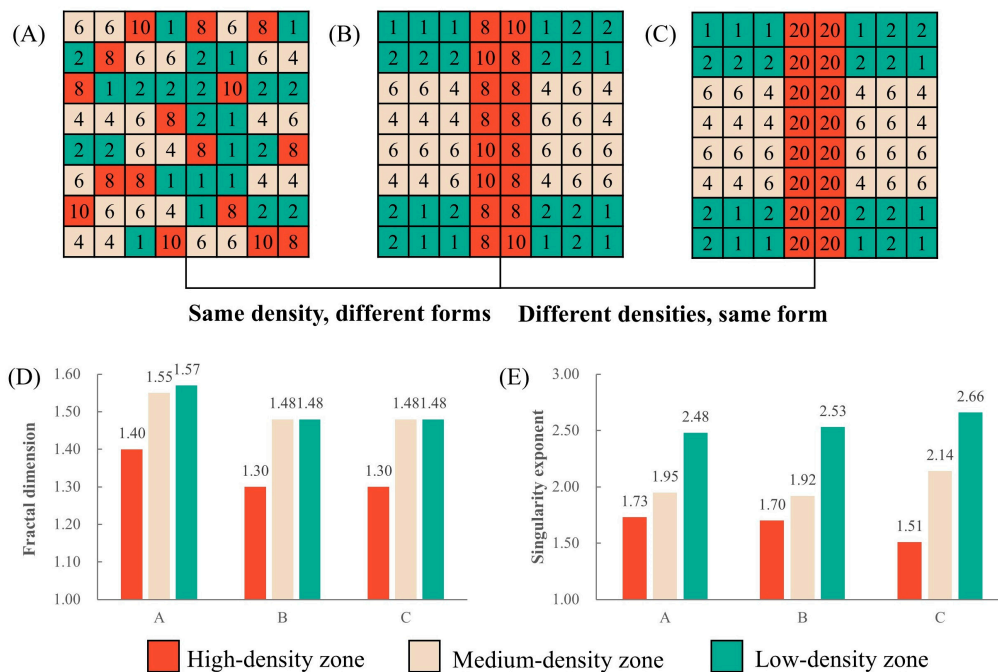 (A)
6 6 10 1 8 6 8 1
2 8 6 6 2 1 6 4
8 1 2 2 2 10 2 2
4 4 6 8 2 1 4 6
2 2 6 4 8 1 2 8
6 8 8 1 1 1 4 4
10 6 6 4 1 8 2 2
4 4 1 10 6 6 10 8
(B)
1 1 1 8 10 1 2 2
2 2 2 10 8 2 2 1
6 6 4 8 8 4 6 4
4 4 4 8 8 6 6 4
6 6 6 10 8 6 6 6
4 4 6 10 8 4 6 6
2 1 2 8 8 2 2 1
2 1 1 8 10 1 1 1
(C)
1 1 1 20 20 1 2 2
2 2 2 20 20 2 2 1
6 6 4 20 20 4 6 4
4 4 4 20 20 6 6 4
6 6 6 20 20 6 6 6
4 4 6 20 20 4 6 6
2 2 1 20 20 1 2 1
2 1 1 20 20 1 2 1
Same density, different forms
Different densities, same form
(D)
Fractal dimension
1.60
1.50
1.40
1.30
1.20
1.10
1.00
1.40
1.55
1.57
1.30
1.48
1.48
1.30
1.48
1.48
A
B
C
(E)
Singularity exponent
3.00
2.50
2.00
1.50
1.00
1.73
1.95
2.48
1.70
1.92
2.53
1.51
2.14
2.66
A
B
C
High-density zone
Medium-density zone
Low-density zone